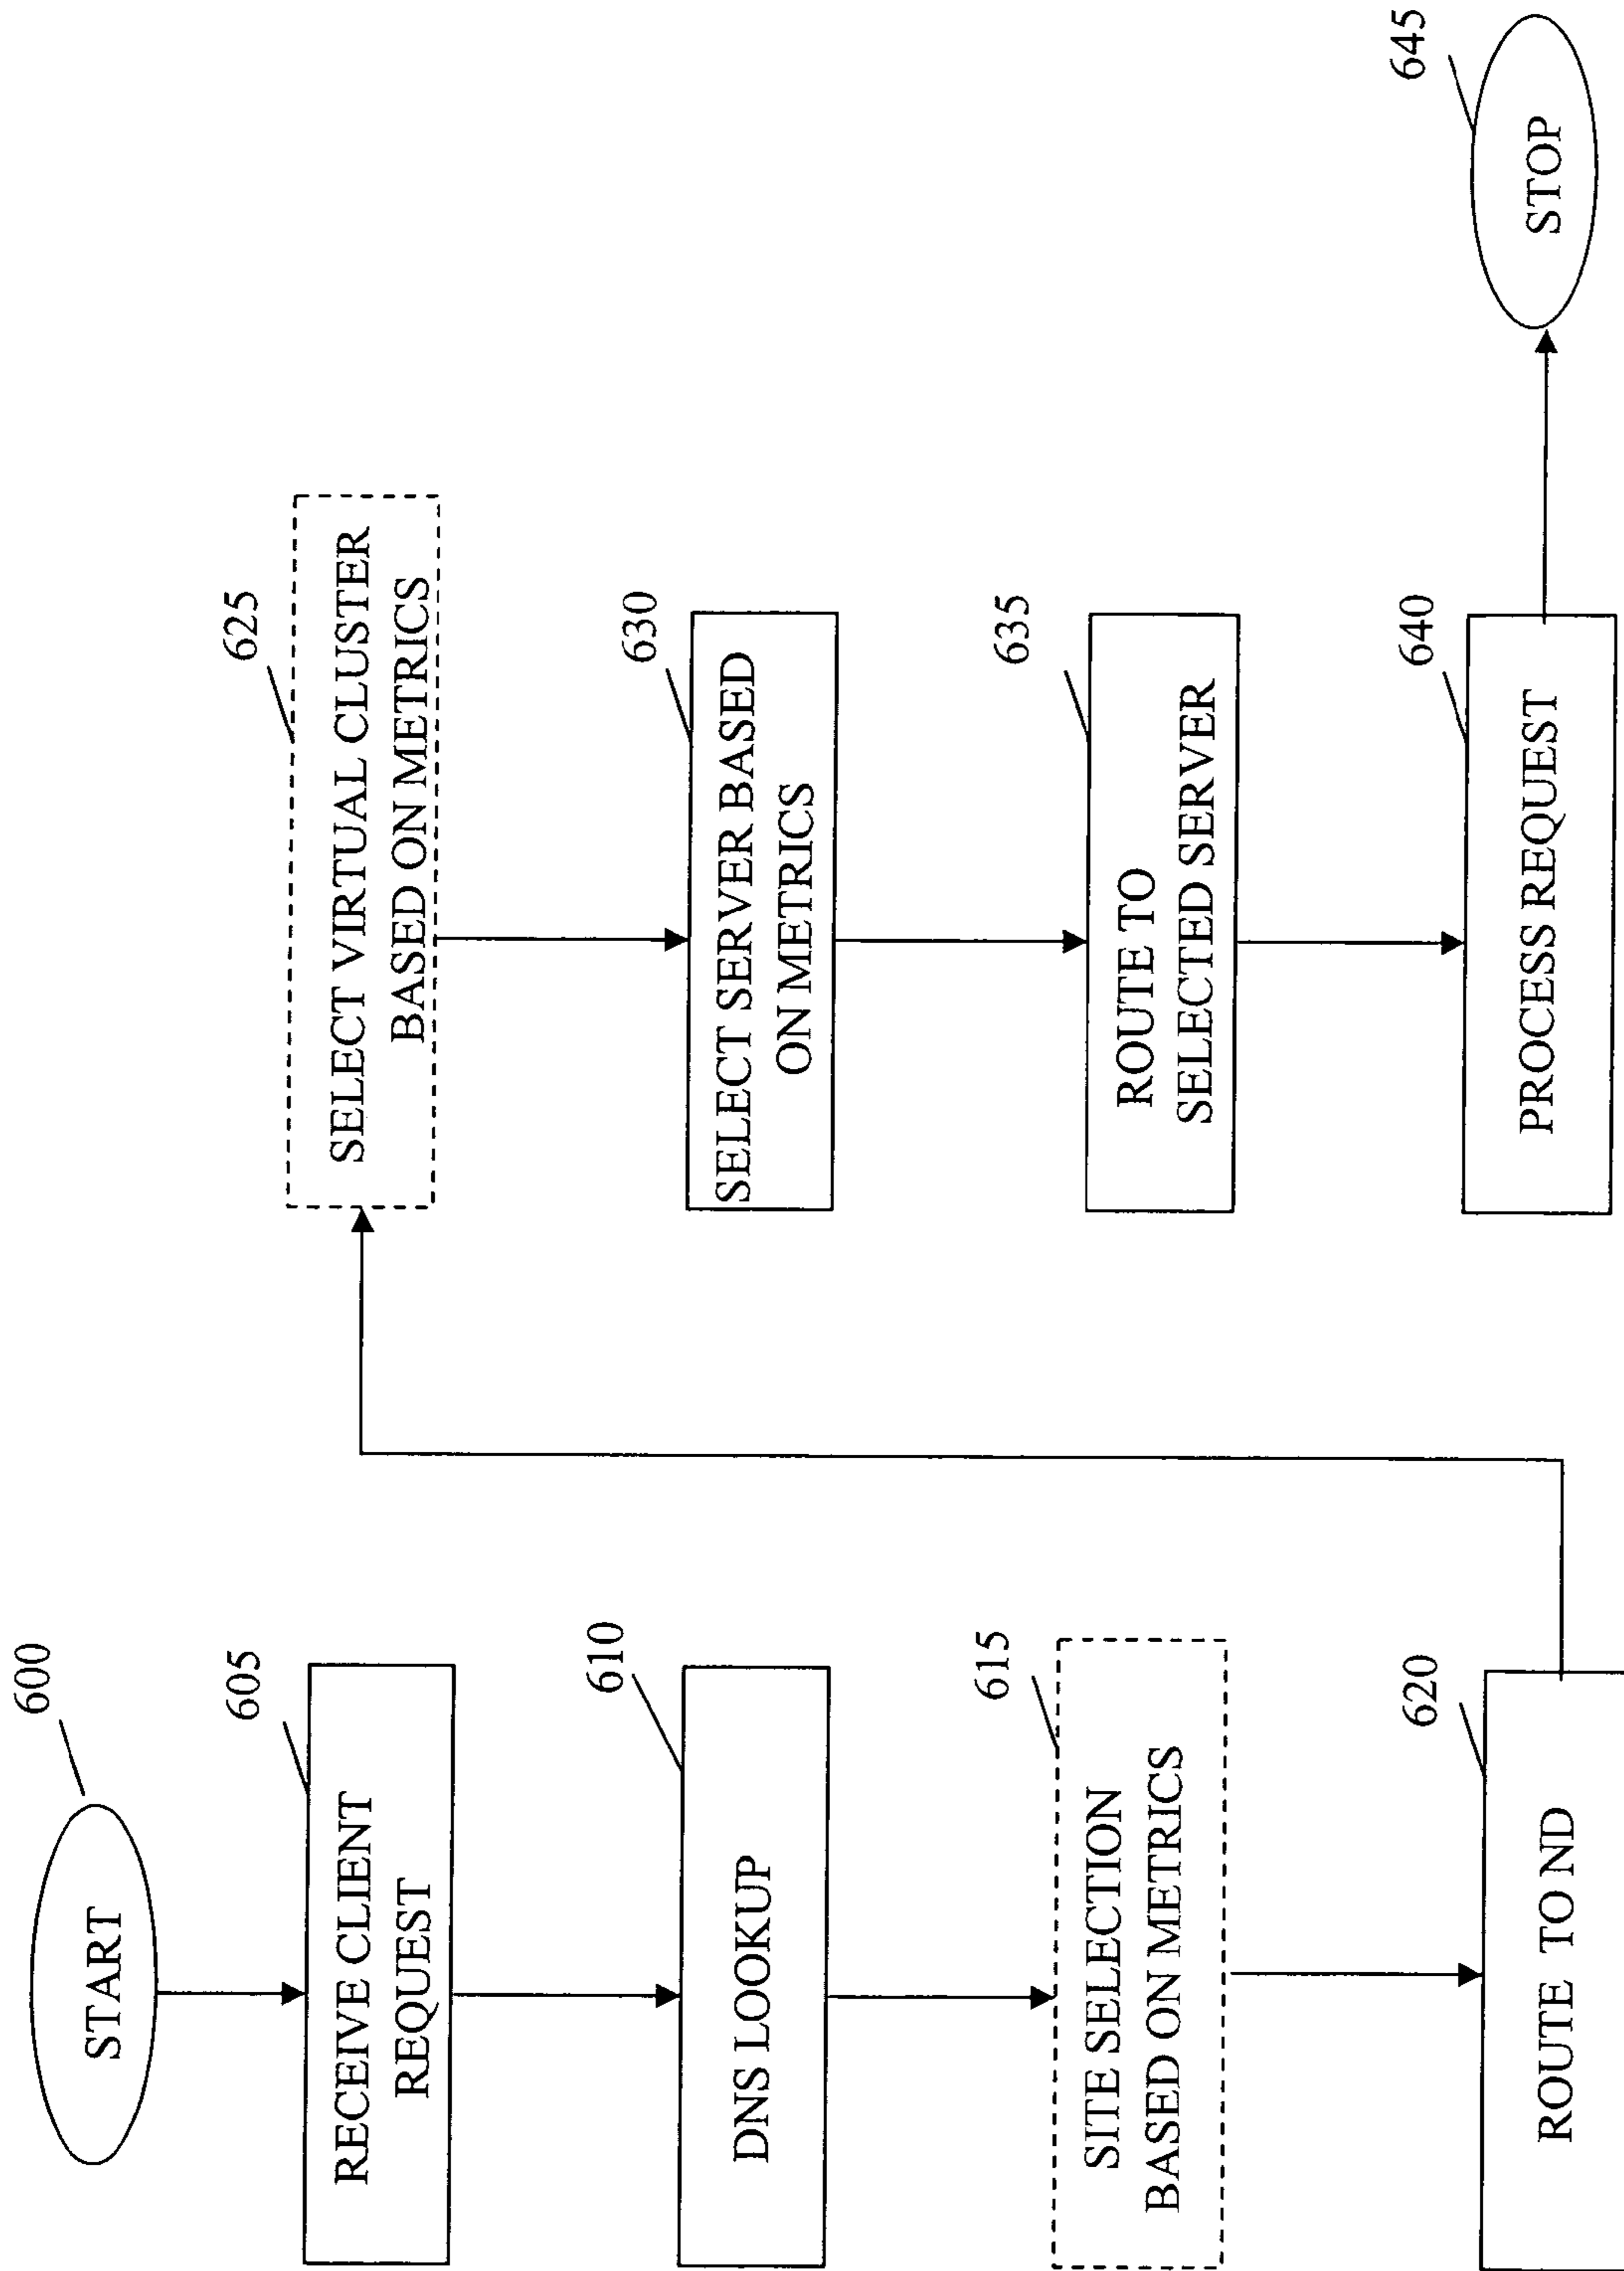 600
START
605
RECEIVE CLIENT
REQUEST
610
DNS LOOKUP
615
SITE SELECTION
BASED ON METRICS
620
ROUTE TO ND
625
SELECT VIRTUAL CLUSTER
BASED ON METRICS
630
SELECT SERVER BASED
ON METRICS
635
ROUTE TO
SELECTED SERVER
640
PROCESS REQUEST
645
STOP